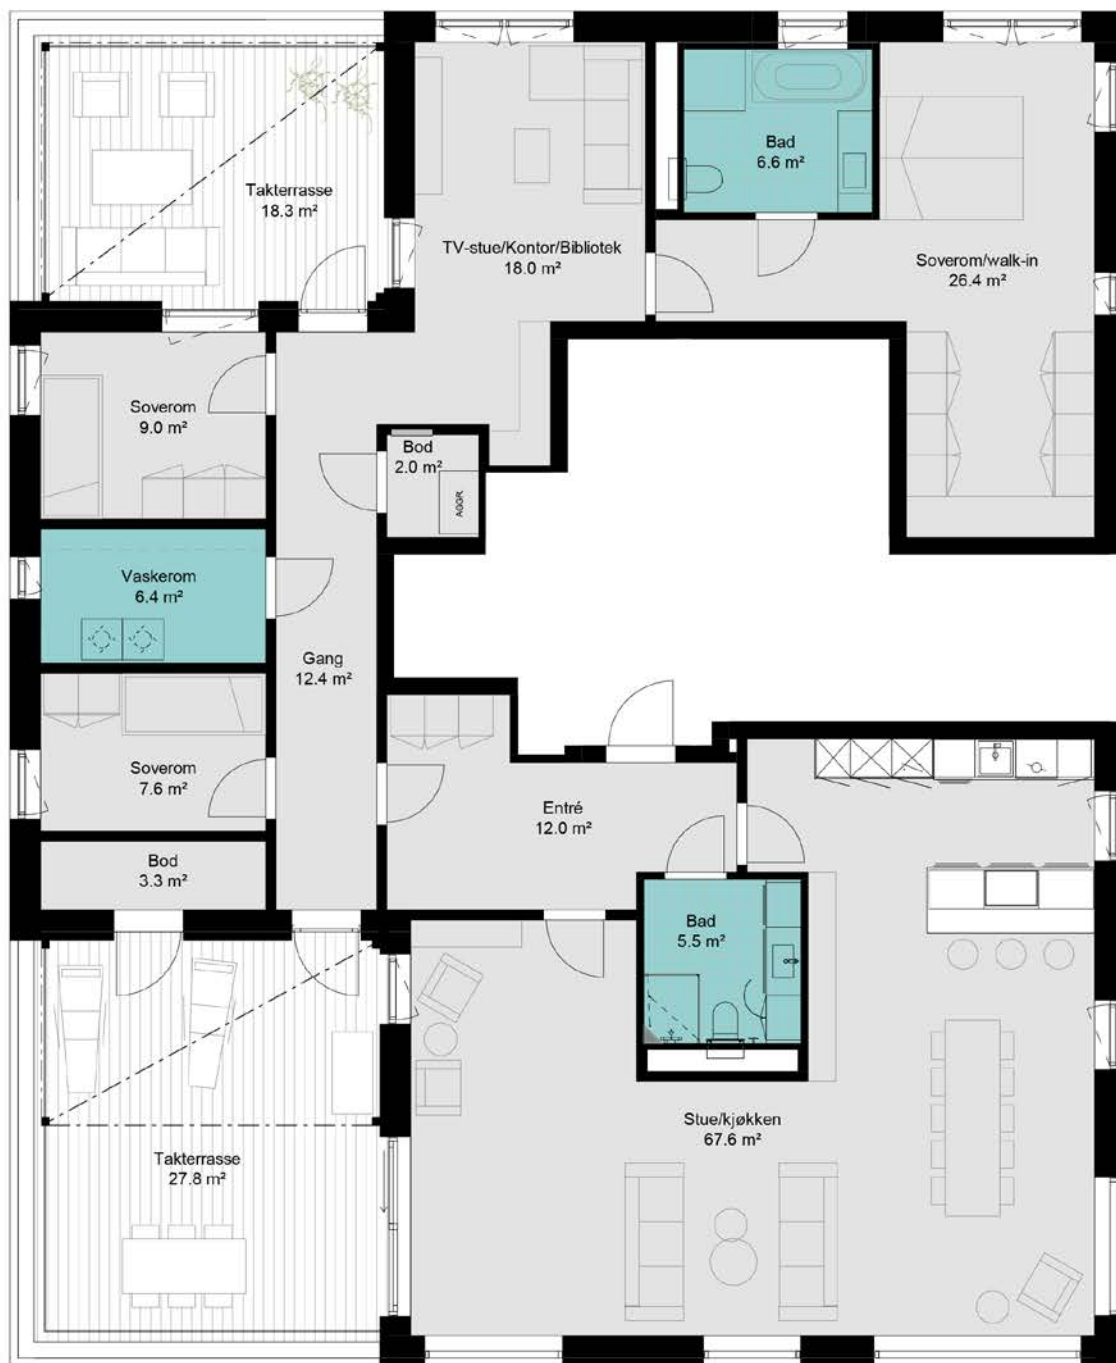 Takterrasse
18.3 m²
TV-stue/Kontor/Bibliotek
18.0 m²
Bad
6.6 m²
Soverom/walk-in
26.4 m²
Soverom
9.0 m²
Bod
2.0 m²
AGGR
Vaskerom
6.4 m²
Gang
12.4 m²
Soverom
7.6 m²
Entré
12.0 m²
Bod
3.3 m²
Bad
5.5 m²
Stue/kjøkken
67.6 m²
Takterrasse
27.8 m²